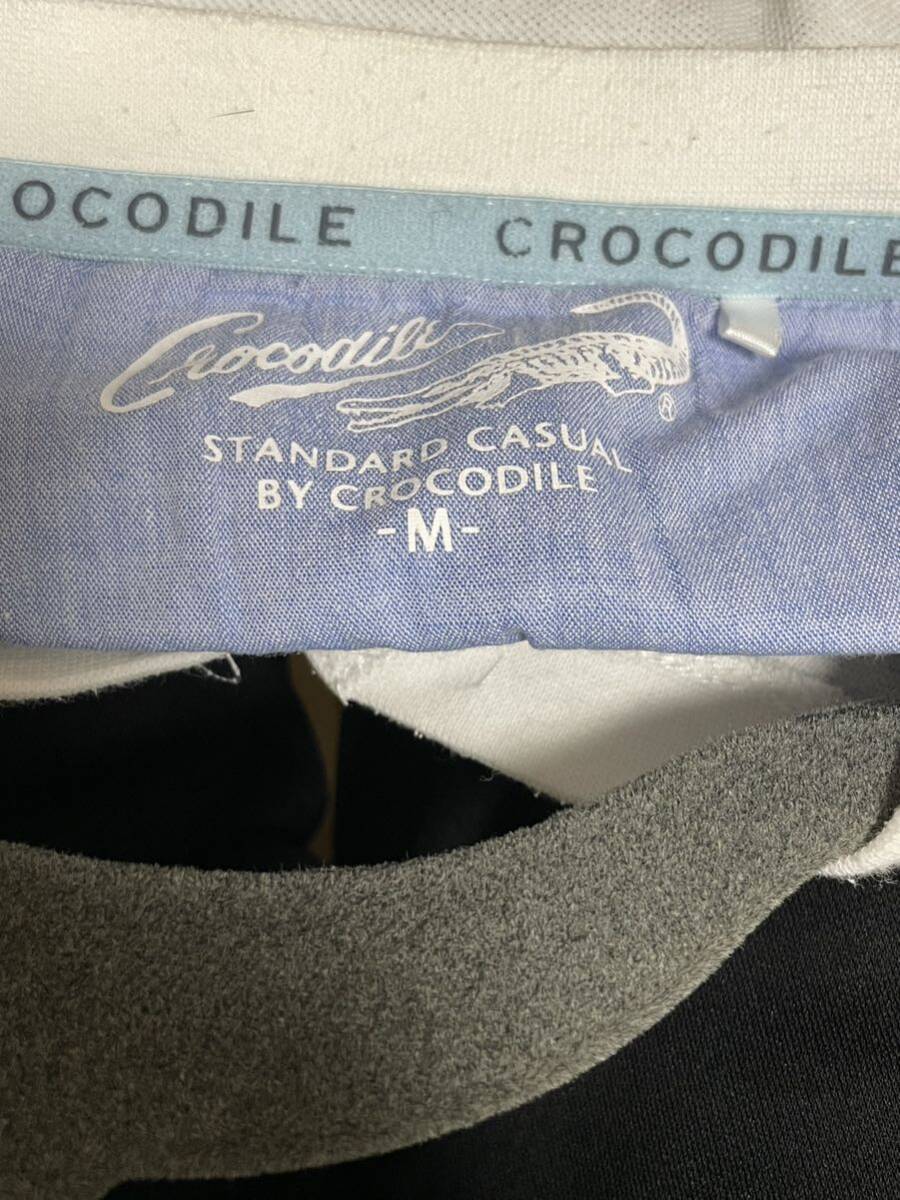 OCODILE CROCODILE
Crocodile
®
STANDARD CASUAL
BY CROCODILE
-M-